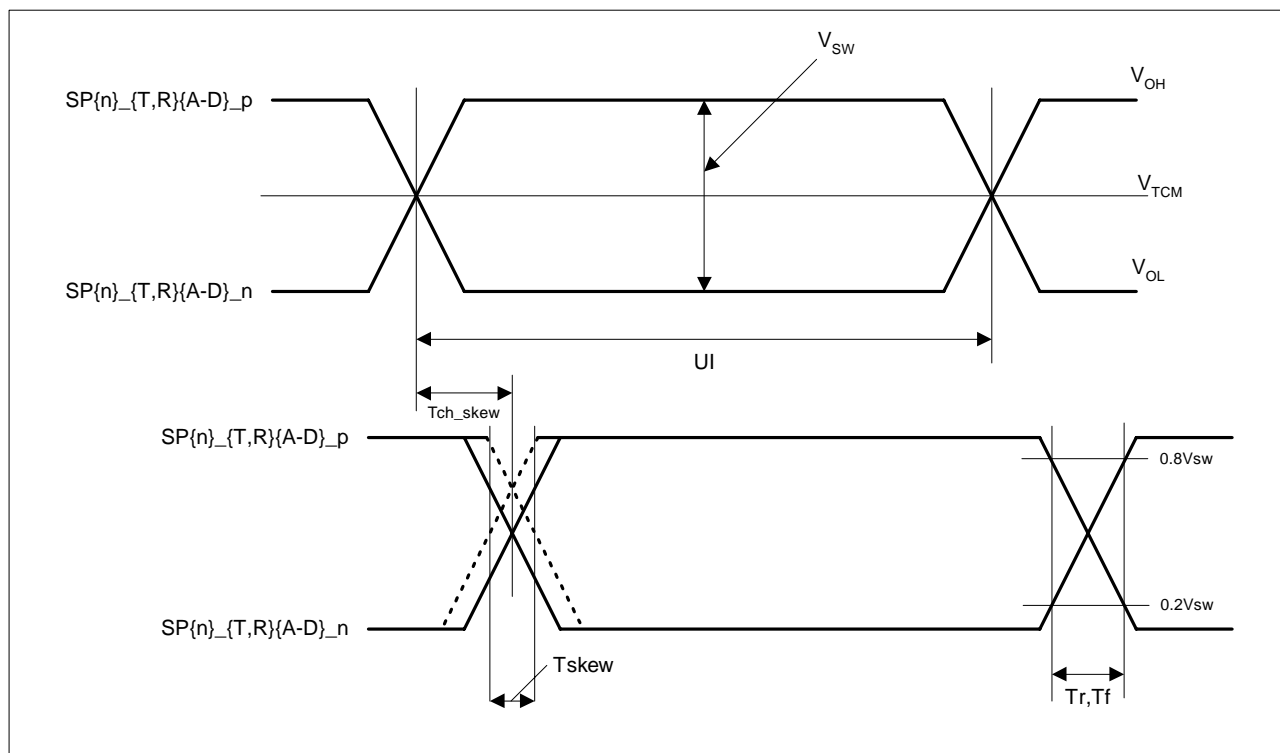 V_SW
SP{n}_{T,R}{A-D}_p
V_OH
V_TCM
SP{n}_{T,R}{A-D}_n
V_OL
UI
Tch_skew
SP{n}_{T,R}{A-D}_p
0.8Vsw
0.2Vsw
SP{n}_{T,R}{A-D}_n
Tskew
Tr,Tf